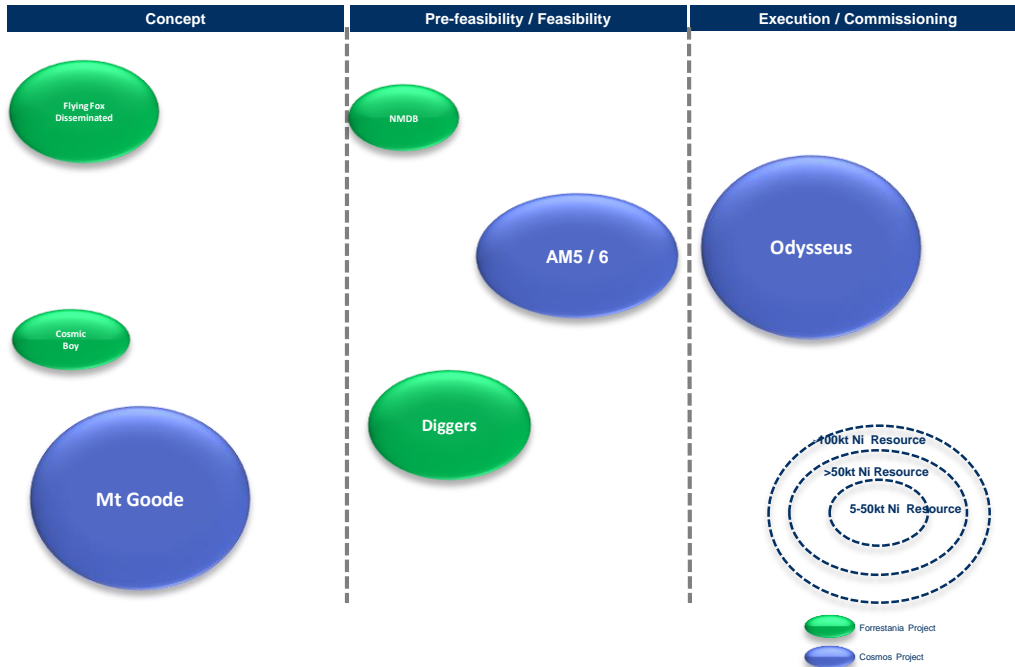 Concept
Pre-feasibility / Feasibility
Execution / Commissioning
Flying Fox
Disseminated
NMDB
AM5 / 6
Odysseus
Cosmic
Boy
Diggers
Mt Goode
100kt Ni Resource
>50kt Ni Resource
5-50kt Ni Resource
Forrestania Project
Cosmos Project